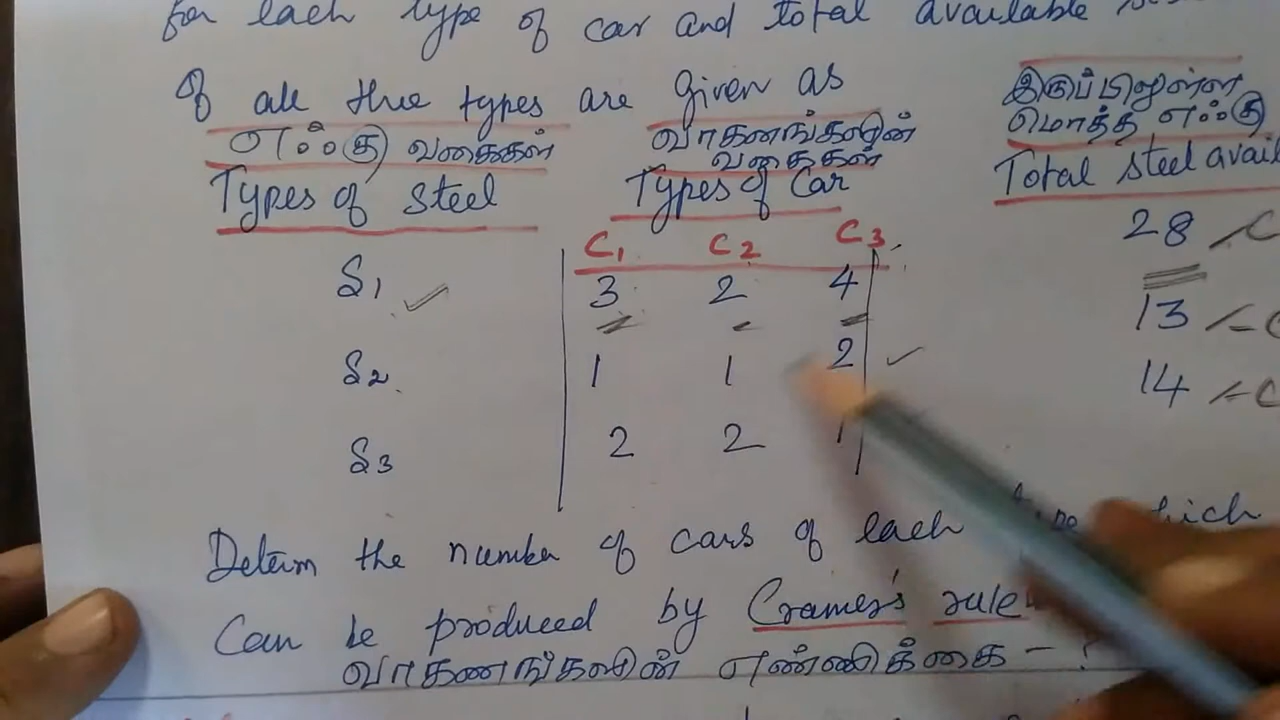 for each type of car and total available
of all three types are given as
இருப்பிலுள்ள
மொத்த எஃகு
எஃகு வகைகள்
வாகனங்களின்
வகைகள்
Types of Steel Types of Car Total steel avail
C1 C2 C3
S1 3 2 4 28
S2 1 1 2 13
S3 2 2 1 14
Determ the number of cars of each which
Can be produced by Cramer's rule
வாகனங்களின் எண்ணிக்கை - ?